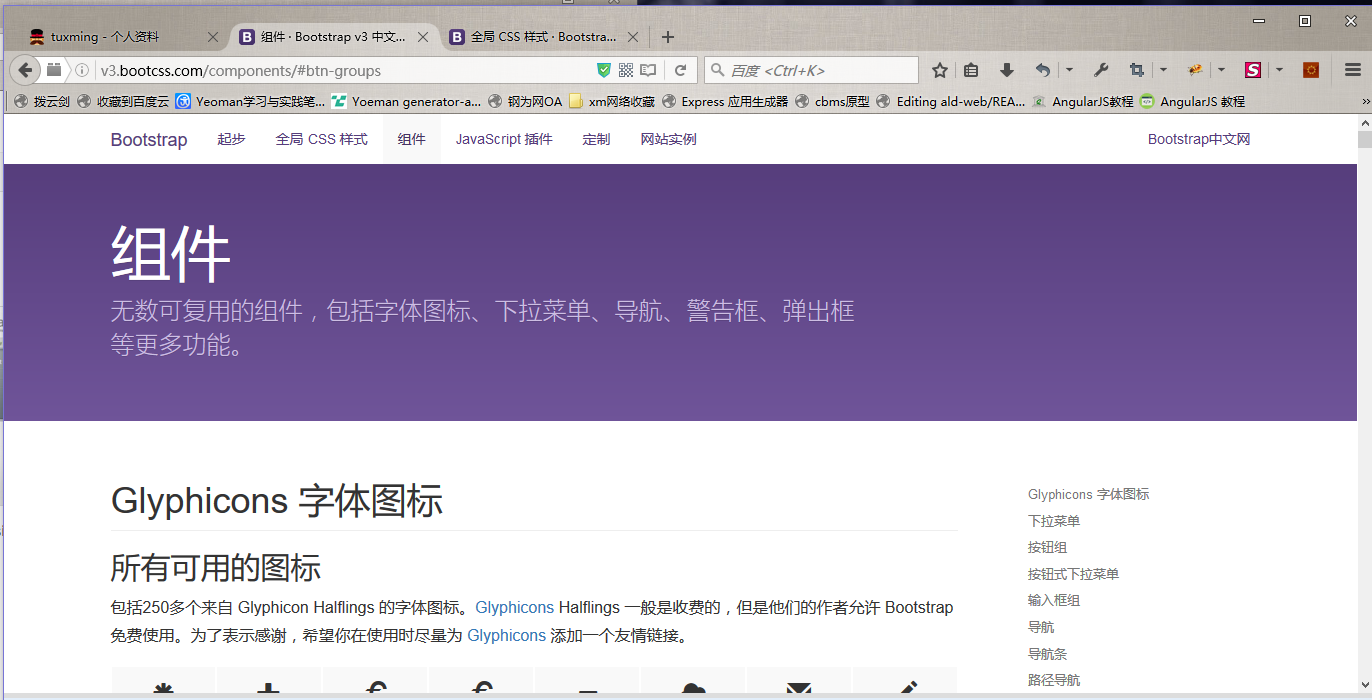 tuxming - 个人资料
组件 · Bootstrap v3 中文...
全局 CSS 样式 · Bootstra...
v3.bootcss.com/components/#btn-groups
百度 <Ctrl+K>
拨云剑
收藏到百度云
Yeoman学习与实践笔...
Yoeman generator-a...
钢为网OA
xm网络收藏
Express 应用生成器
cbms原型
Editing ald-web/REA...
AngularJS教程
AngularJS 教程
Bootstrap
起步
全局 CSS 样式
组件
JavaScript 插件
定制
网站实例
Bootstrap中文网
组件
无数可复用的组件，包括字体图标、下拉菜单、导航、警告框、弹出框
等更多功能。
Glyphicons 字体图标
所有可用的图标
包括250多个来自 Glyphicon Halflings 的字体图标。Glyphicons Halflings 一般是收费的，但是他们的作者允许 Bootstrap
免费使用。为了表示感谢，希望你在使用时尽量为 Glyphicons 添加一个友情链接。
Glyphicons 字体图标
下拉菜单
按钮组
按钮式下拉菜单
输入框组
导航
导航条
路径导航